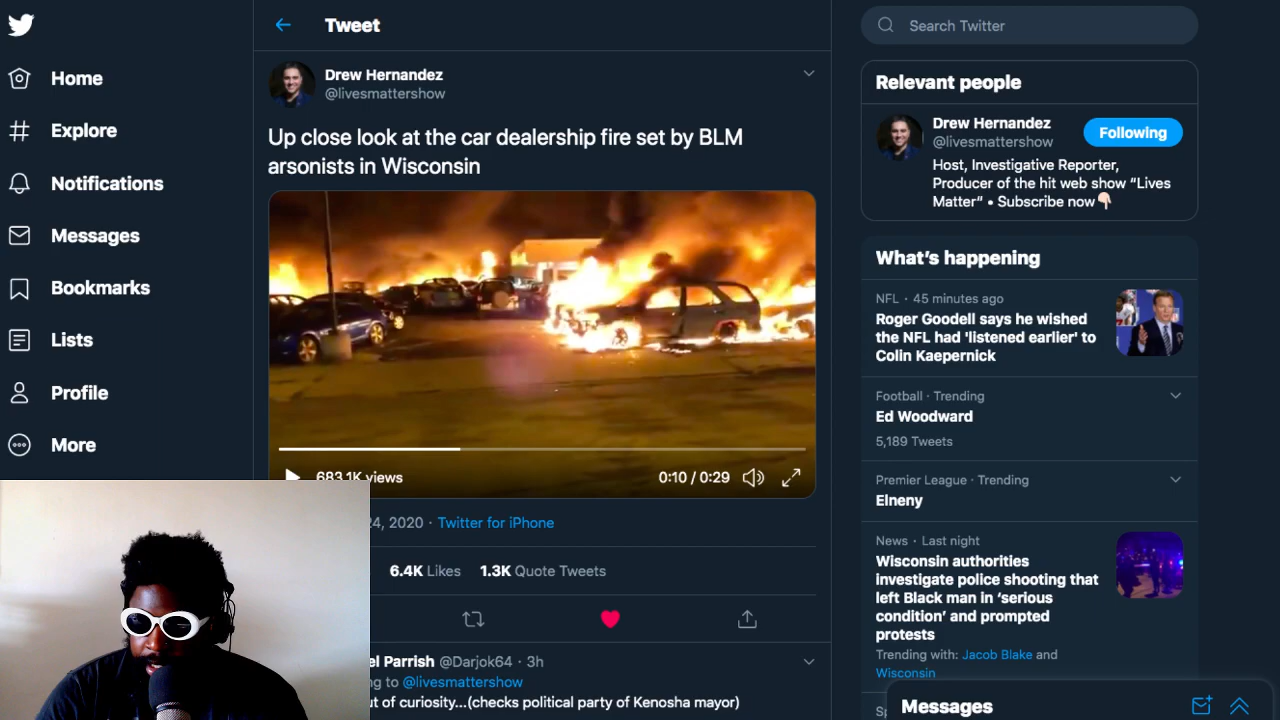 Home
Explore
Notifications
Messages
Bookmarks
Lists
Profile
More
Tweet
Drew Hernandez
@livesmattershow
Up close look at the car dealership fire set by BLM
arsonists in Wisconsin
683.1K views
0:10 / 0:29
24, 2020 · Twitter for iPhone
6.4K Likes 1.3K Quote Tweets
el Parrish @Darjok64 · 3h
ng to @livesmattershow
ut of curiosity...(checks political party of Kenosha mayor)
Search Twitter
Relevant people
Drew Hernandez
@livesmattershow
Following
Host, Investigative Reporter,
Producer of the hit web show “Lives
Matter” • Subscribe now👇🏻
What’s happening
NFL · 45 minutes ago
Roger Goodell says he wished
the NFL had 'listened earlier' to
Colin Kaepernick
Football · Trending
Ed Woodward
5,189 Tweets
Premier League · Trending
Elneny
News · Last night
Wisconsin authorities
investigate police shooting that
left Black man in ‘serious
condition’ and prompted
protests
Trending with: Jacob Blake and
Wisconsin
Sp
Messages